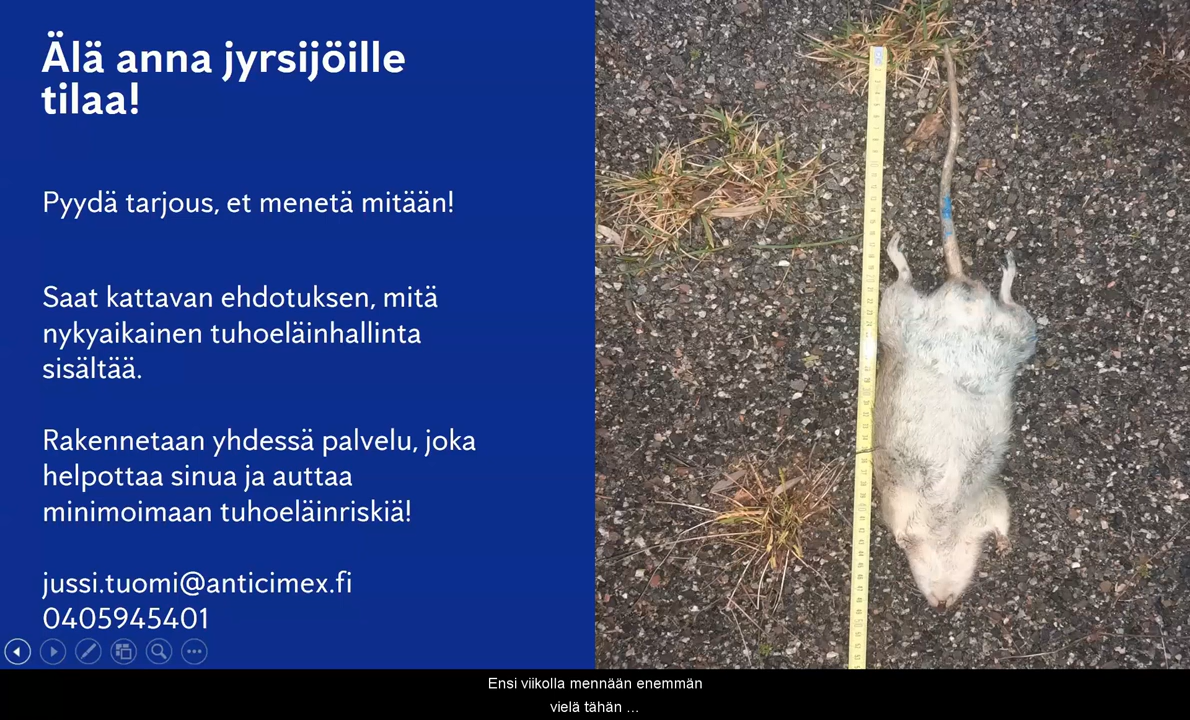 Älä anna jyrsijöille
tilaa!
Pyydä tarjous, et menetä mitään!
Saat kattavan ehdotuksen, mitä
nykyaikainen tuhoeläinhallinta
sisältää.
Rakennetaan yhdessä palvelu, joka
helpottaa sinua ja auttaa
minimoimaan tuhoeläinriskiä!
jussi.tuomi@anticimex.fi
0405945401
Ensi viikolla mennään enemmän
vielä tähän ...